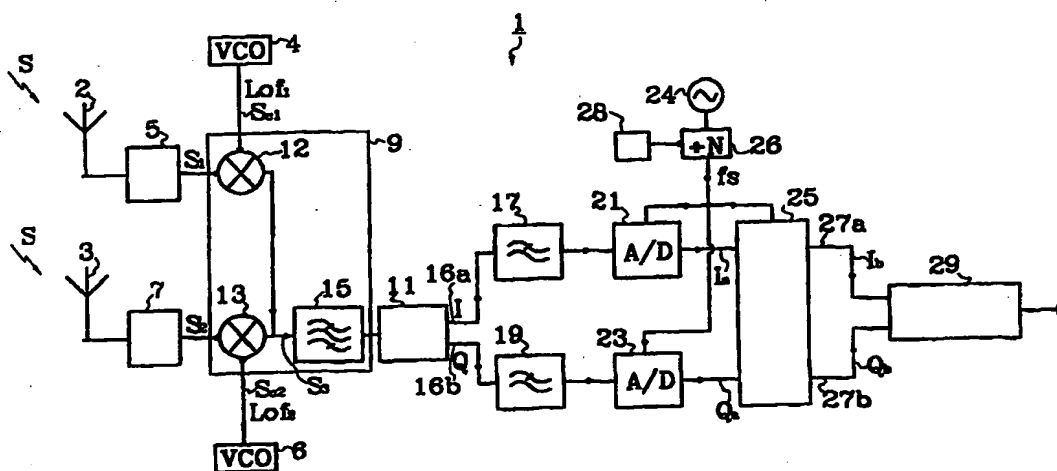 1
VCO 4
S
2
Lof₁
Sc1
5
S₁
12
9
24
28
÷N
26
fs
17
21
25
27a
A/D
Ia
Ib
29
S
3
7
S₂
13
15
11
16a
I
Q
16b
19
23
A/D
Qa
Qb
27b
Sc2
S₃
Lof₂
VCO 6